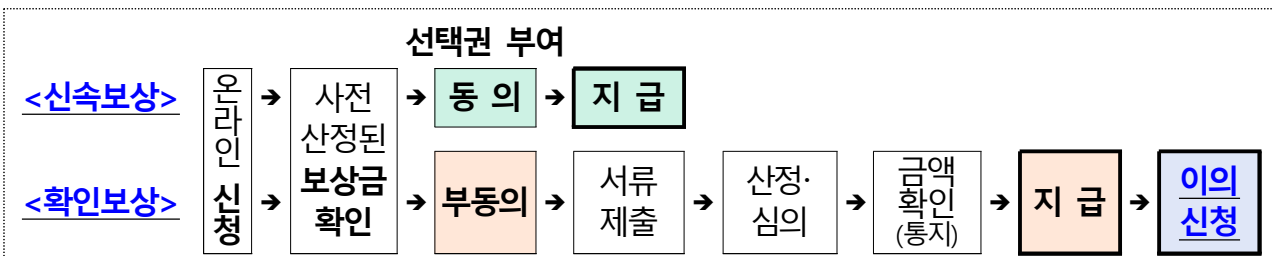 선택권 부여
<신속보상>
온라인 신청
→
사전
산정된
보상금
확인
→
동 의
→
지 급
<확인보상>
→
→
부동의
→
서류
제출
→
산정·
심의
→
금액
확인
(통지)
→
지 급
→
이의
신청